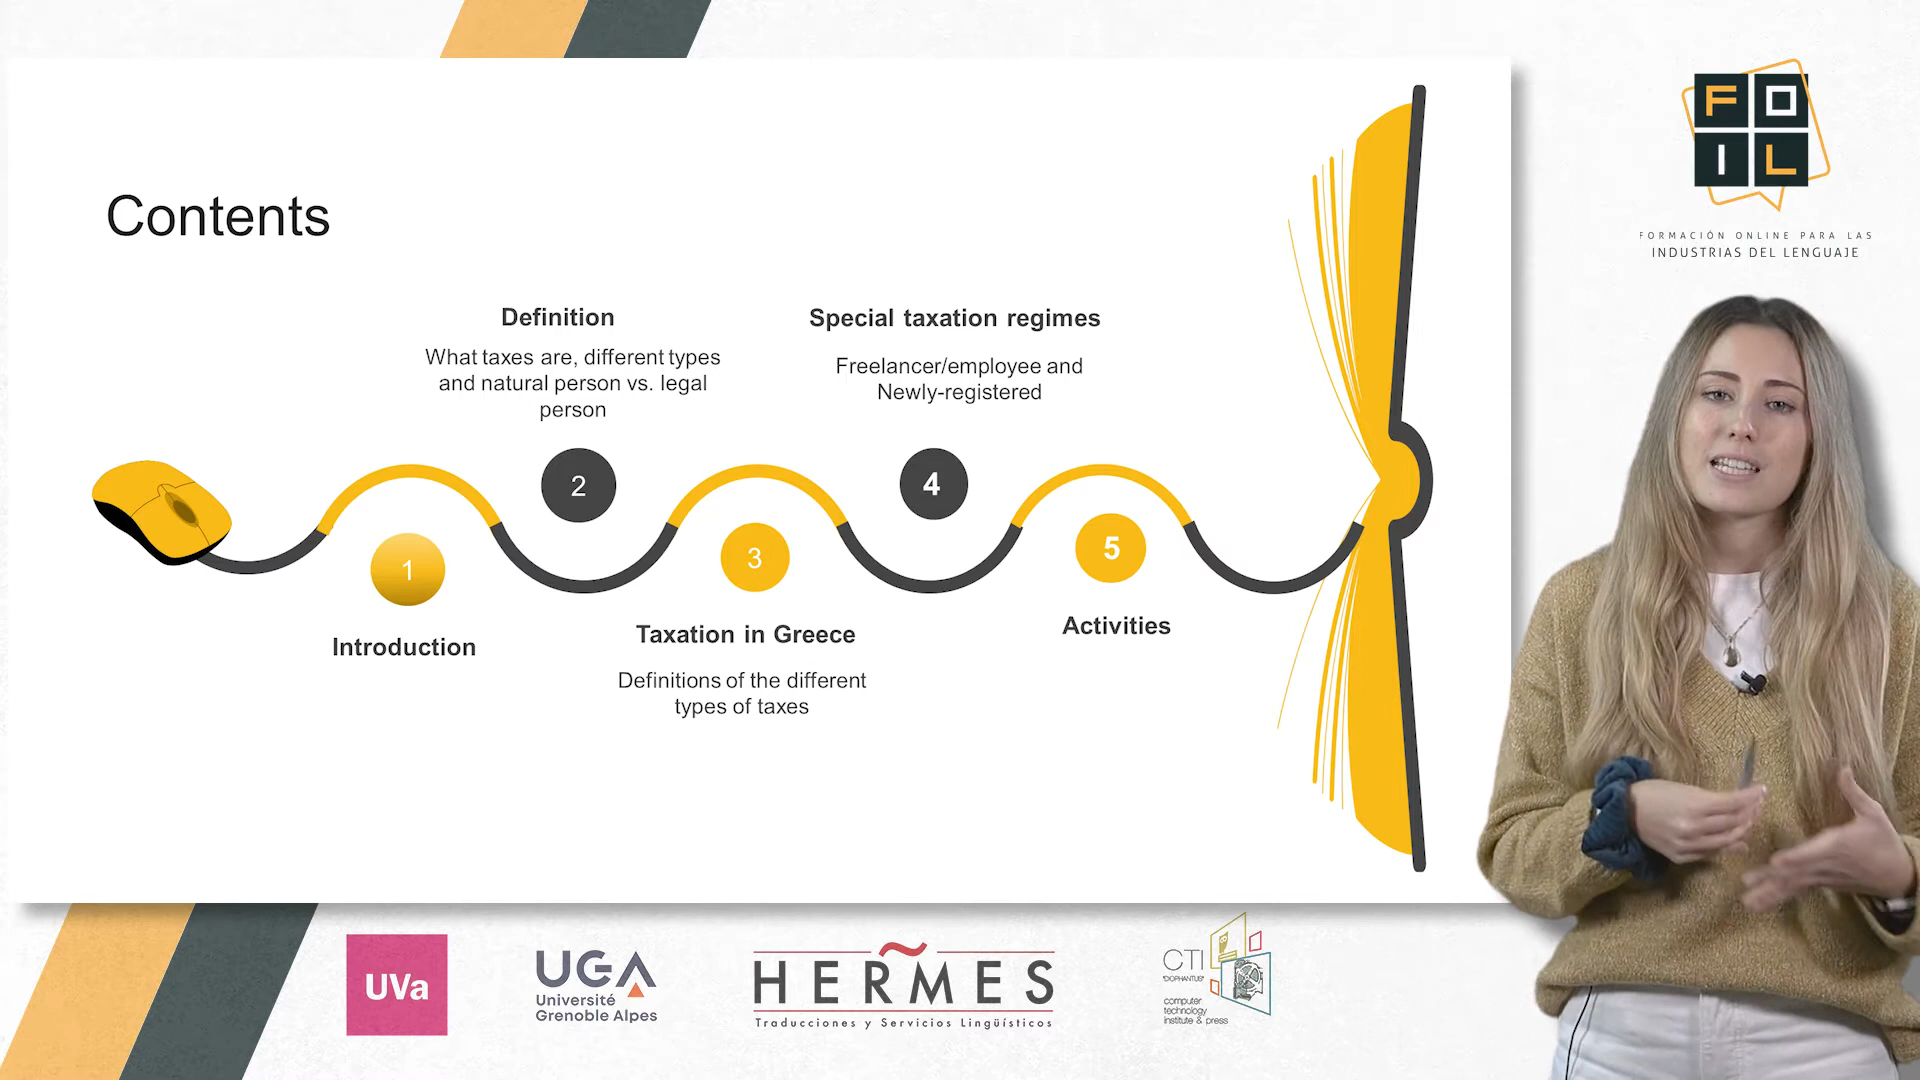 F O
I L
FORMACIÓN ONLINE PARA LAS
INDUSTRIAS DEL LENGUAJE
Contents
Definition
What taxes are, different types
and natural person vs. legal
person
Special taxation regimes
Freelancer/employee and
Newly-registered
2
4
1
3
5
Introduction
Taxation in Greece
Definitions of the different
types of taxes
Activities
UVa
UGA
Université
Grenoble Alpes
HERMES
Traducciones y Servicios Lingüísticos
CTI
"DIOPHANTUS"
computer
technology
institute & press